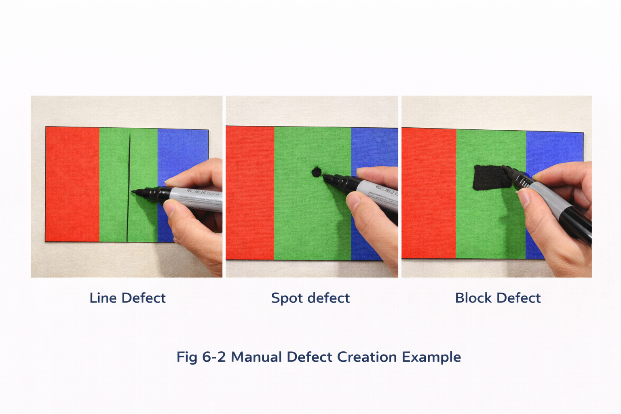 Line Defect
Spot defect
Block Defect
Fig 6-2 Manual Defect Creation Example